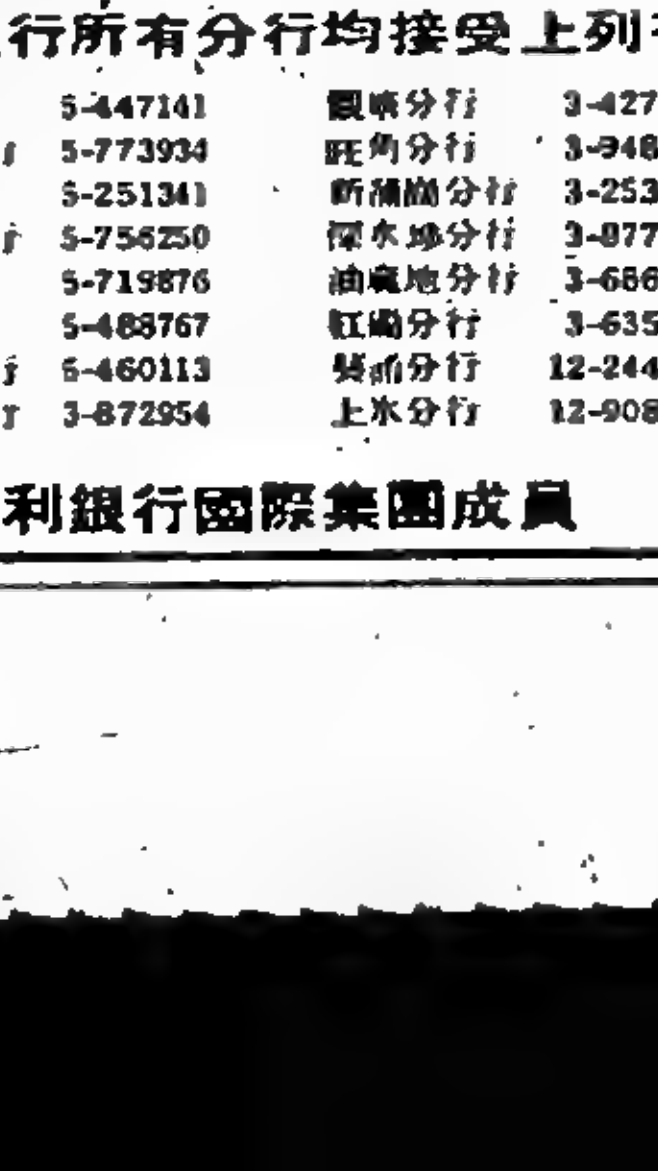 行所有分行均接受上列
5-447141 觀塘分行 3-427
5-773934 旺角分行 3-948
5-251341 新蒲崗分行 3-253
5-756250 深水埗分行 3-877
5-719876 油麻地分行 3-686
5-488767 紅磡分行 3-635
5-460113 葵涌分行 12-244
3-872954 上水分行 12-908
利銀行國際集團成員